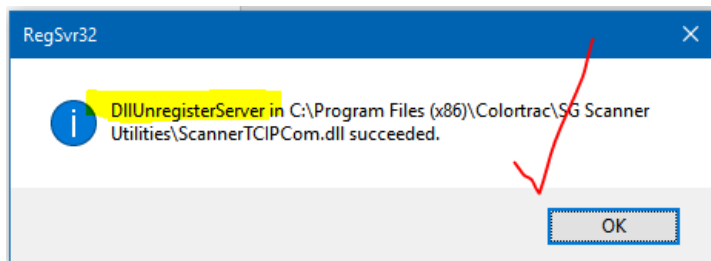 RegSvr32
DllUnregisterServer in C:\Program Files (x86)\Colortrac\SG Scanner
Utilities\ScannerTCIPCom.dll succeeded.
OK